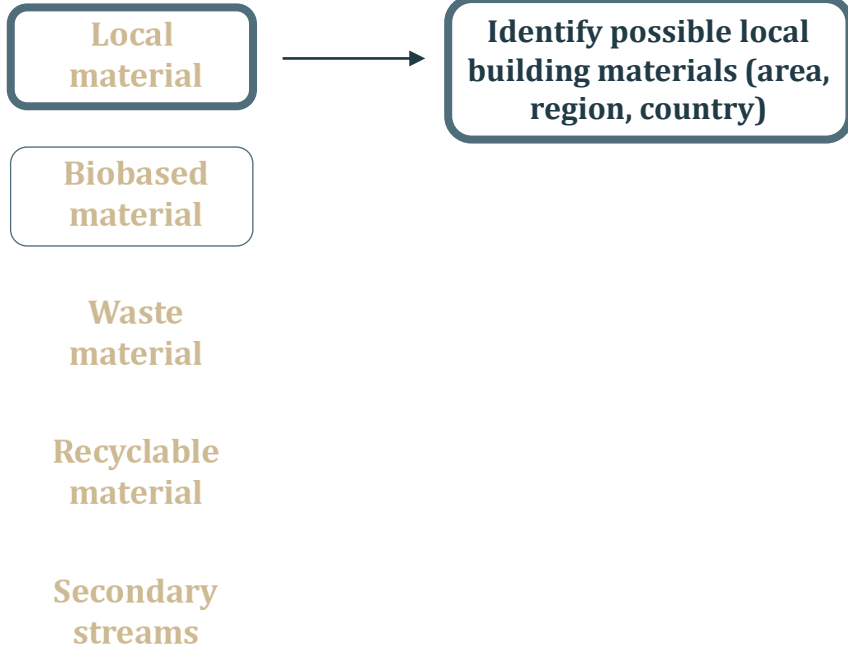 Local
material
Identify possible local
building materials (area,
region, country)
Biobased
material
Waste
material
Recyclable
material
Secondary
streams